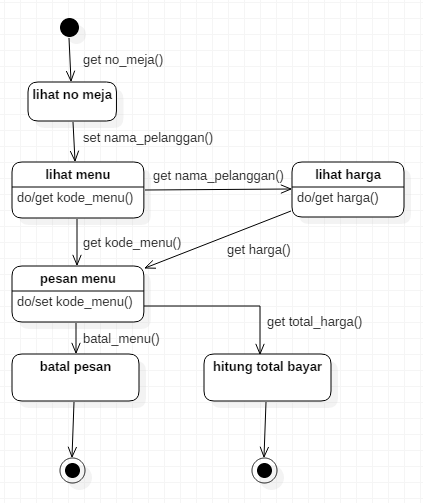 get no_meja()
lihat no meja
set nama_pelanggan()
lihat menu
do/get kode_menu()
get nama_pelanggan()
lihat harga
do/get harga()
get kode_menu()
get harga()
pesan menu
do/set kode_menu()
get total_harga()
batal_menu()
batal pesan
hitung total bayar